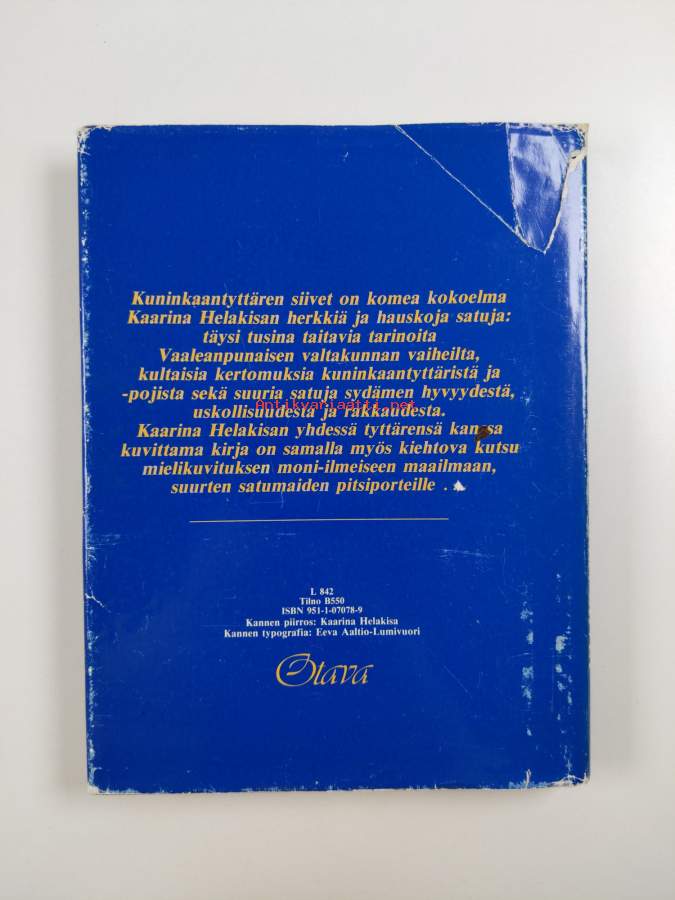 Kuninkaantyttären siivet on komea kokoelma
Kaarina Helakisan herkkiä ja hauskoja satuja:
täysi tusina taitavia tarinoita
Vaaleanpunaisen valtakunnan vaiheilta,
kultaisia kertomuksia kuninkaantyttäristä ja
-pojista sekä suuria satuja sydämen hyvyydestä,
Antikvariaatti.net
uskollisuudesta ja rakkaudesta.
Kaarina Helakisan yhdessä tyttärensä kanssa
kuvittama kirja on samalla myös kiehtova kutsu
mielikuvituksen moni-ilmeiseen maailmaan,
suurten satumaiden pitsiporteille . .
L 842
Tilno B550
ISBN 951-1-07078-9
Kannen piirros: Kaarina Helakisa
Kannen typografia: Eeva Aaltio-Lumivuori
Otava